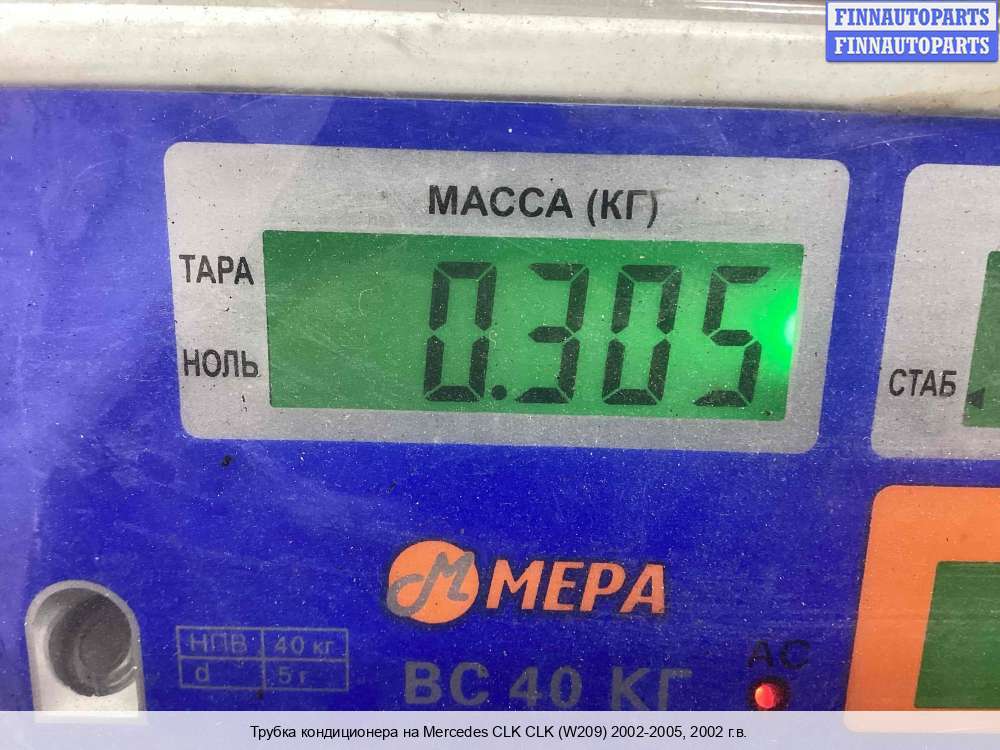 FINNAUTOPARTS
FINNAUTOPARTS
МАССА (КГ)
ТАРА
0.305
НОЛЬ
СТАБ
М МЕРА
НПВ 40 кг
d 5 г
ВС 40 КГ
AC
Трубка кондиционера на Mercedes CLK CLK (W209) 2002-2005, 2002 г.в.